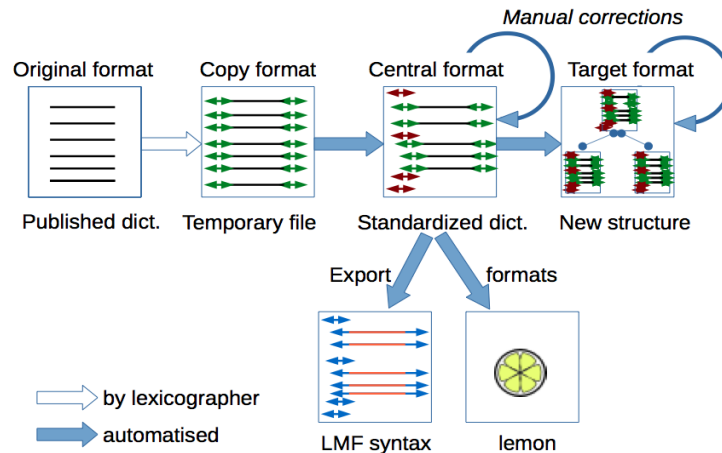 Manual corrections
Original format
Copy format
Central format
Target format
Published dict.
Temporary file
Standardized dict.
New structure
Export
formats
by lexicographer
automatised
LMF syntax
lemon